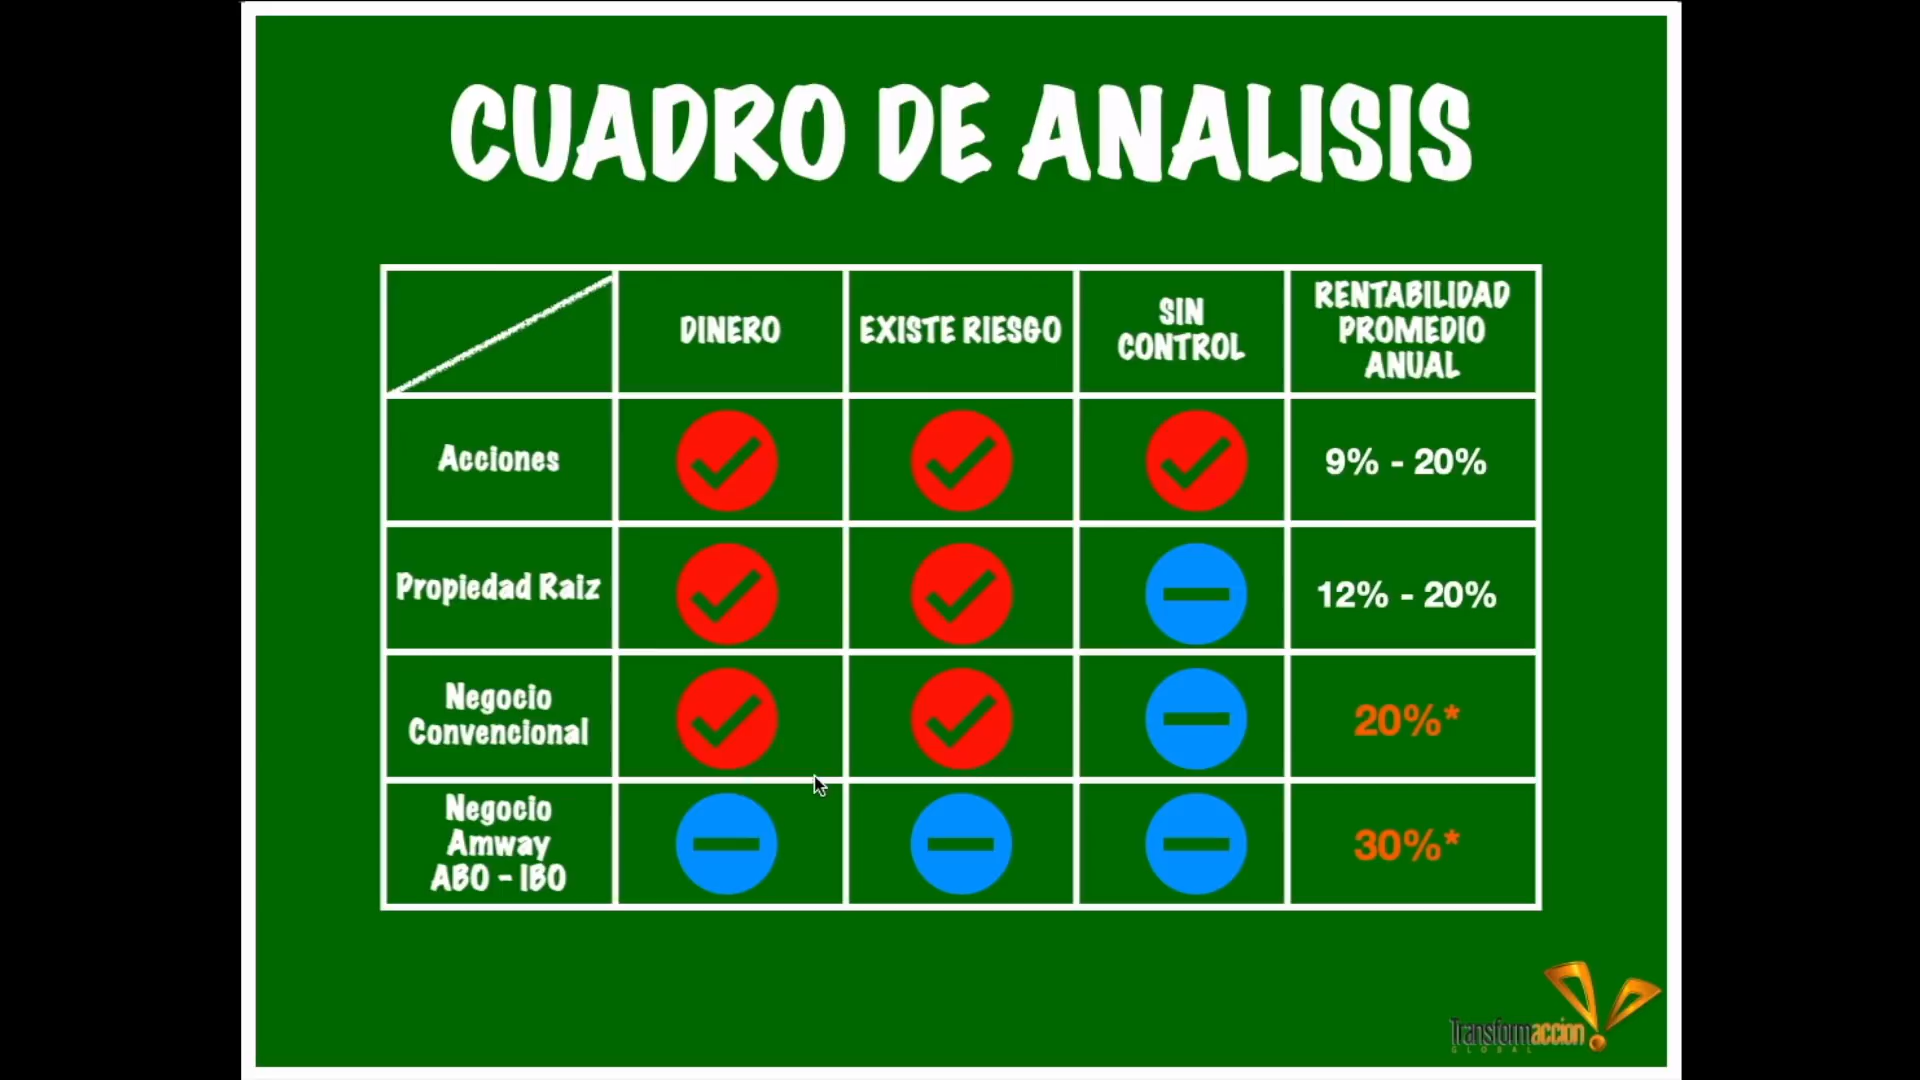 CUADRO DE ANALISIS
DINERO
EXISTE RIESGO
SIN
CONTROL
RENTABILIDAD
PROMEDIO
ANUAL
Acciones
9% - 20%
Propiedad Raiz
12% - 20%
Negocio
Convencional
20%*
Negocio
Amway
ABO - IBO
30%*
Transformaccion
GLOBAL